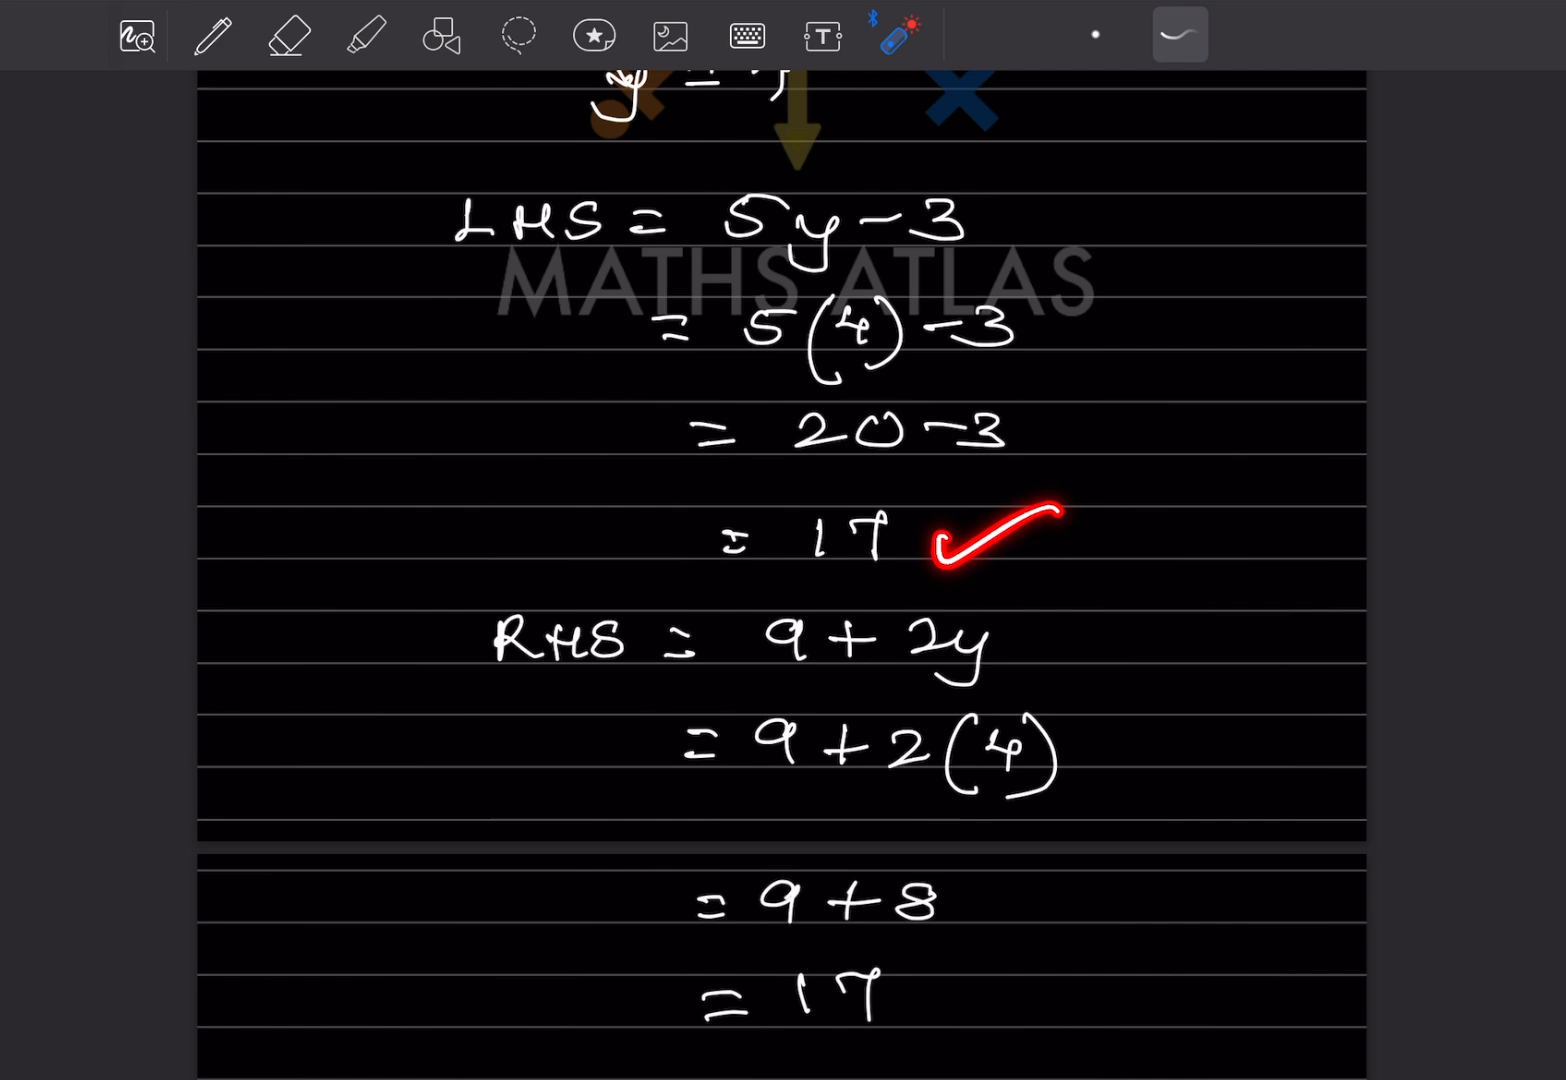 y =
LHS = 5y - 3
MATHS ATLAS
= 5(4) - 3
= 20 - 3
= 17
RHS = 9 + 2y
= 9 + 2(4)
= 9 + 8
= 17